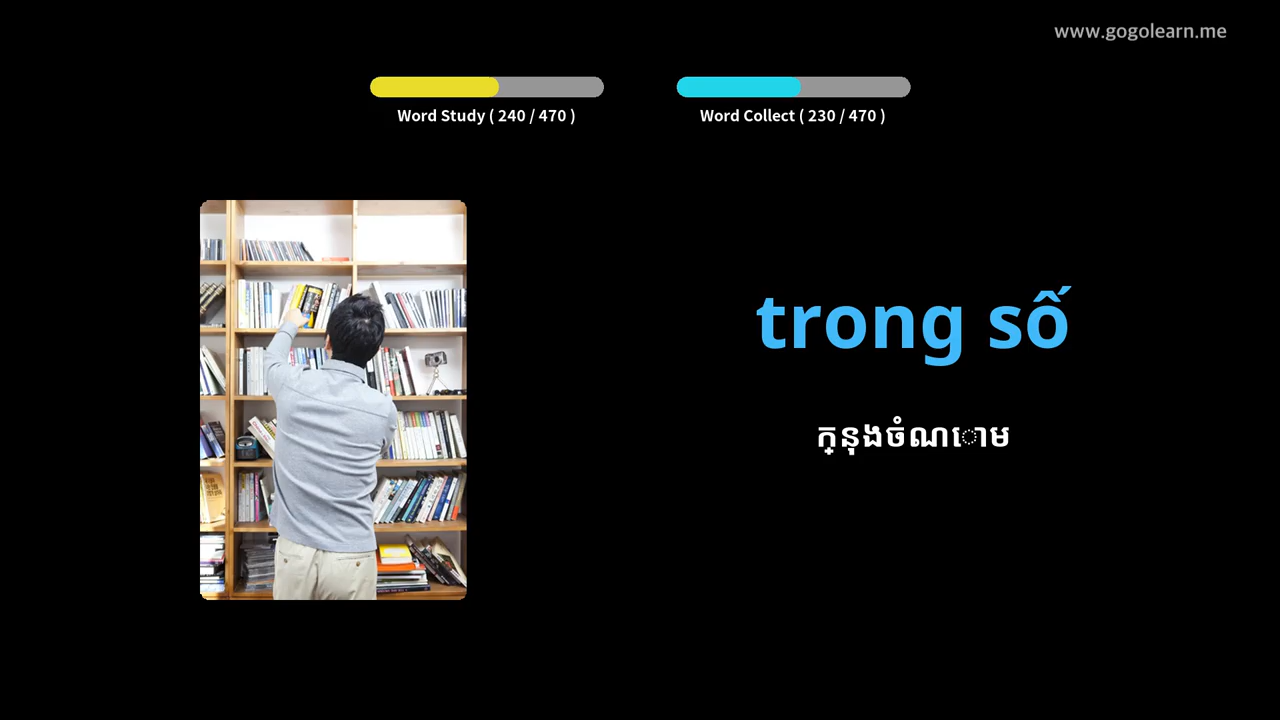 www.gogolearn.me
Word Study ( 240 / 470 )
Word Collect ( 230 / 470 )
trong số
ក្នុងចំណោម